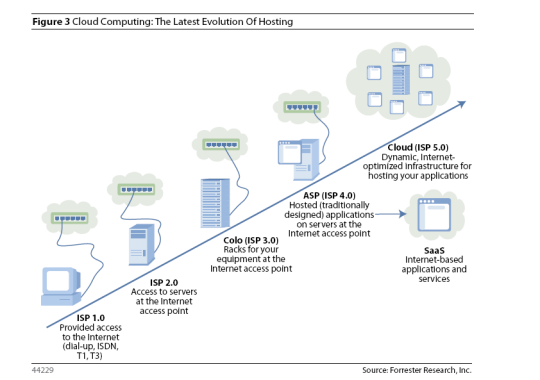 Figure 3 Cloud Computing: The Latest Evolution Of Hosting
Cloud (ISP 5.0)
Dynamic, Internet-
optimized infrastructure for
hosting your applications
ASP (ISP 4.0)
Hosted (traditionally
designed) applications
on servers at the
Internet access point
SaaS
Internet-based
applications and
services
Colo (ISP 3.0)
Racks for your
equipment at the
Internet access point
ISP 2.0
Access to servers
at the Internet
access point
ISP 1.0
Provided access
to the Internet
(dial-up, ISDN,
T1, T3)
44229
Source: Forrester Research, Inc.